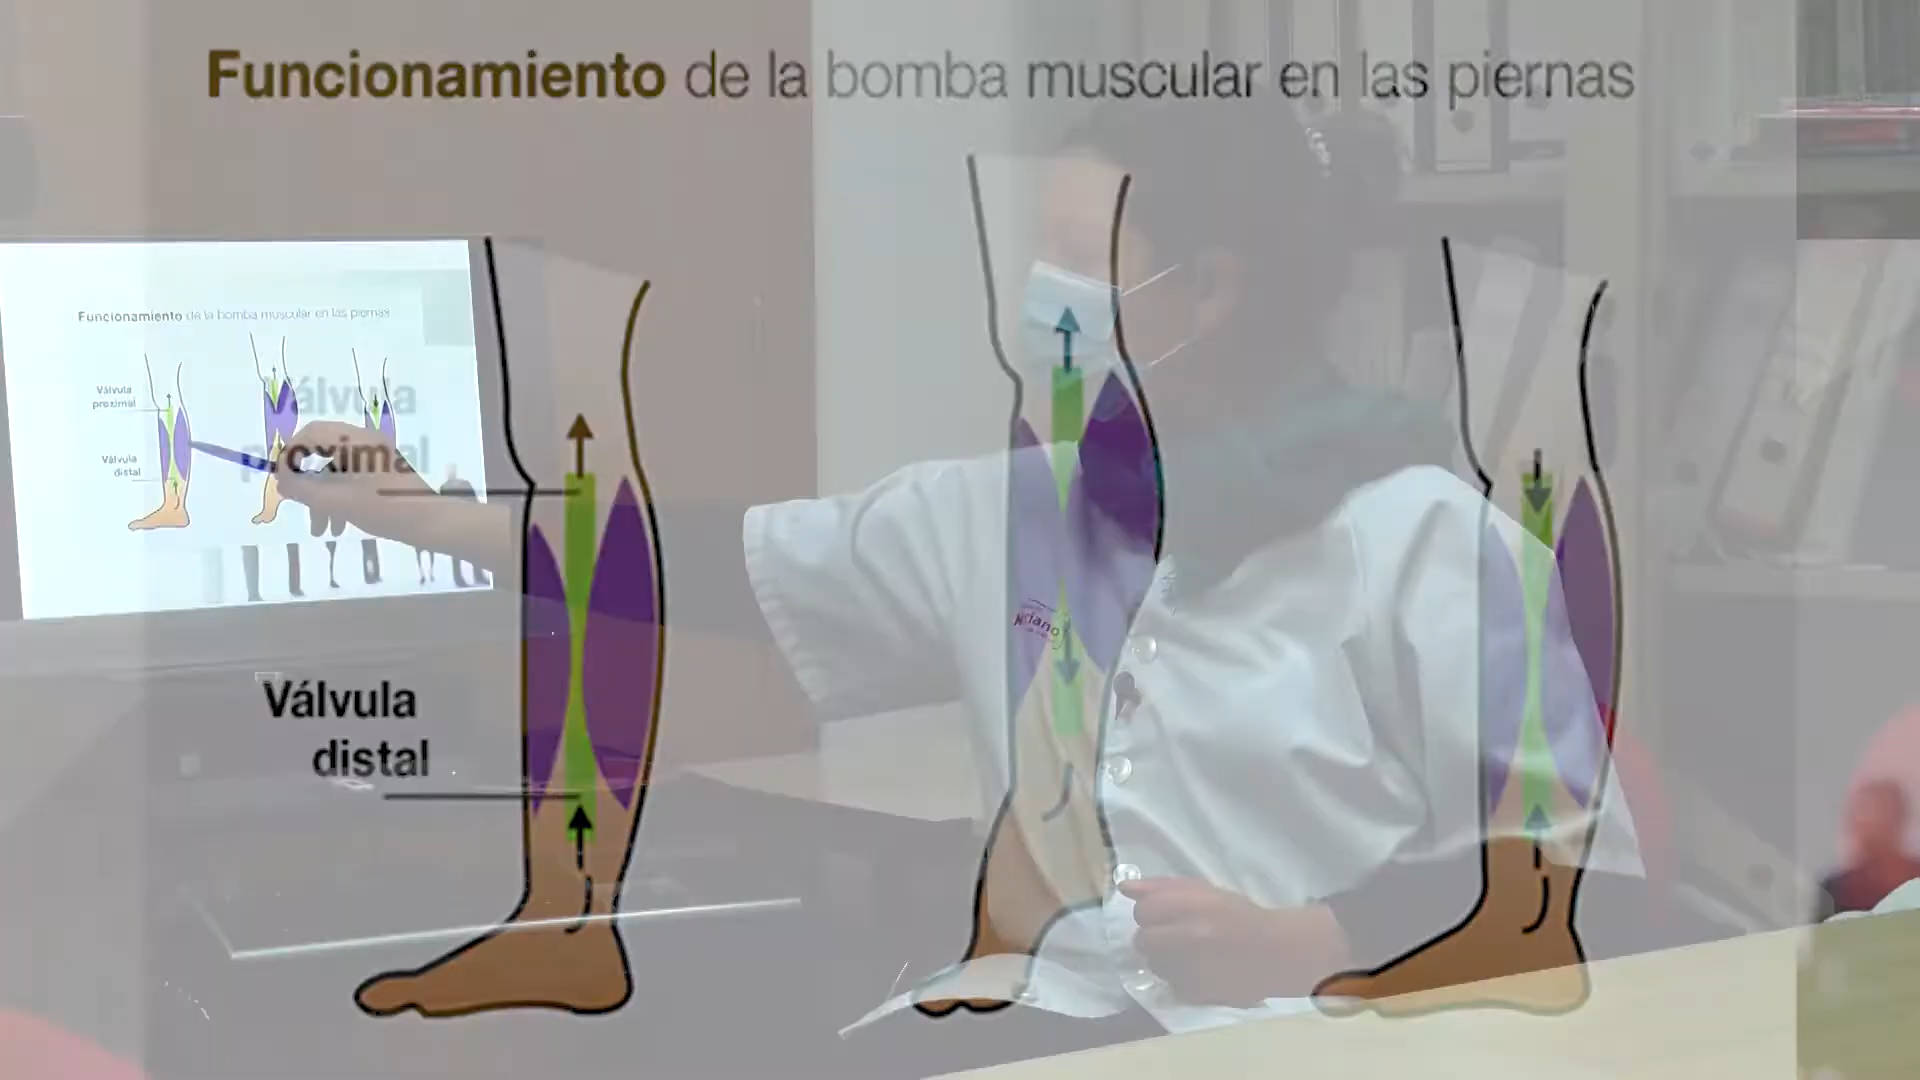 Funcionamiento de la bomba muscular en las piernas
Válvula
proximal
Válvula
distal
Funcionamiento de la bomba muscular en las piernas
Válvula
proximal
Válvula
distal